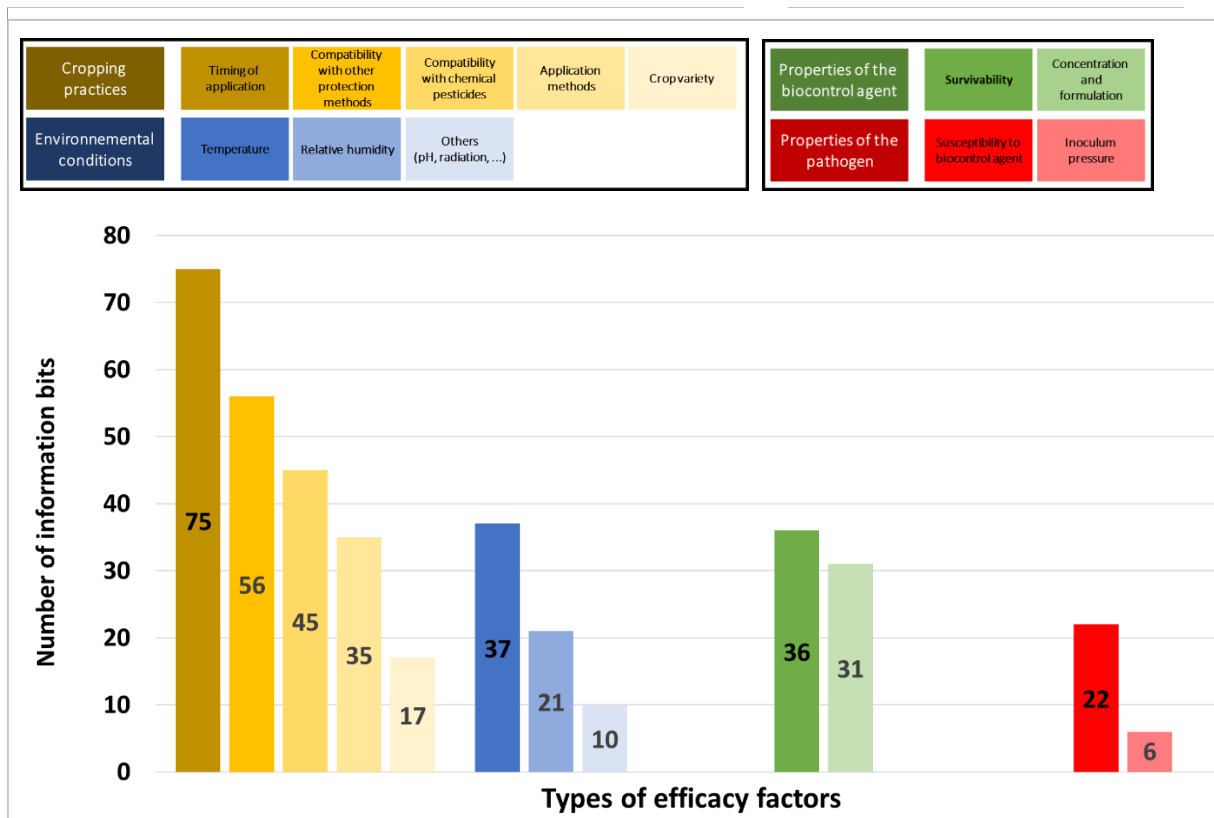 Cropping
practices
Timing of
application
Compatibility
with other
protection
methods
Compatibility
with chemical
pesticides
Application
methods
Crop variety
Environnemental
conditions
Temperature
Relative humidity
Others
(pH, radiation, ...)
Properties of the
biocontrol agent
Survivability
Concentration
and
formulation
Properties of the
pathogen
Susceptibility to
biocontrol agent
Inoculum
pressure
Number of information bits
80
70
60
50
40
30
20
10
0
75
56
45
35
17
37
21
10
36
31
22
6
Types of efficacy factors